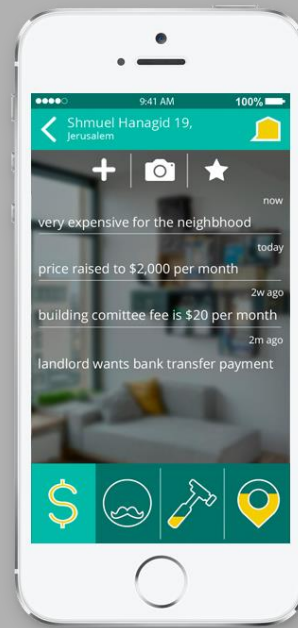 9:41 AM
100%
Shmuel Hanagid 19,
Jerusalem
now
very expensive for the neighbhood
today
price raised to $2,000 per month
2w ago
building comittee fee is $20 per month
2m ago
landlord wants bank transfer payment
$